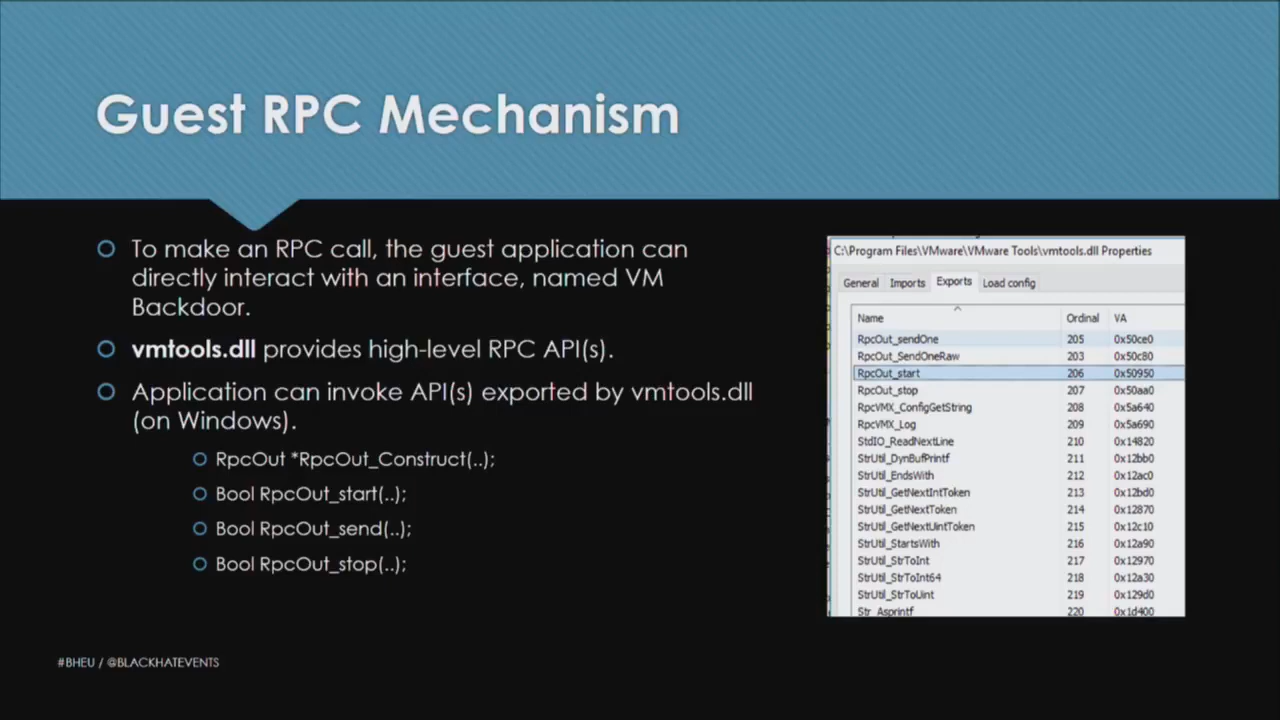 Guest RPC Mechanism
To make an RPC call, the guest application can
directly interact with an interface, named VM
Backdoor.
vmtools.dll provides high-level RPC API(s).
Application can invoke API(s) exported by vmtools.dll
(on Windows).
RpcOut *RpcOut_Construct(..);
Bool RpcOut_start(..);
Bool RpcOut_send(..);
Bool RpcOut_stop(..);
C:\Program Files\VMware\VMware Tools\vmtools.dll Properties
General Imports Exports Load config
Name Ordinal VA
RpcOut_sendOne 205 0x50ce0
RpcOut_SendOneRaw 203 0x50c80
RpcOut_start 206 0x50950
RpcOut_stop 207 0x50aa0
RpcVMX_ConfigGetString 208 0x5a640
RpcVMX_Log 209 0x5a690
StdIO_ReadNextLine 210 0x14820
StrUtil_DynBufPrintf 211 0x12bb0
StrUtil_EndsWith 212 0x12ac0
StrUtil_GetNextIntToken 213 0x12bd0
StrUtil_GetNextToken 214 0x12870
StrUtil_GetNextUintToken 215 0x12c10
StrUtil_StartsWith 216 0x12a90
StrUtil_StrToInt 217 0x12970
StrUtil_StrToInt64 218 0x12a30
StrUtil_StrToUint 219 0x129d0
Str_Asprintf 220 0x1d400
#BHEU / @BLACKHATEVENTS